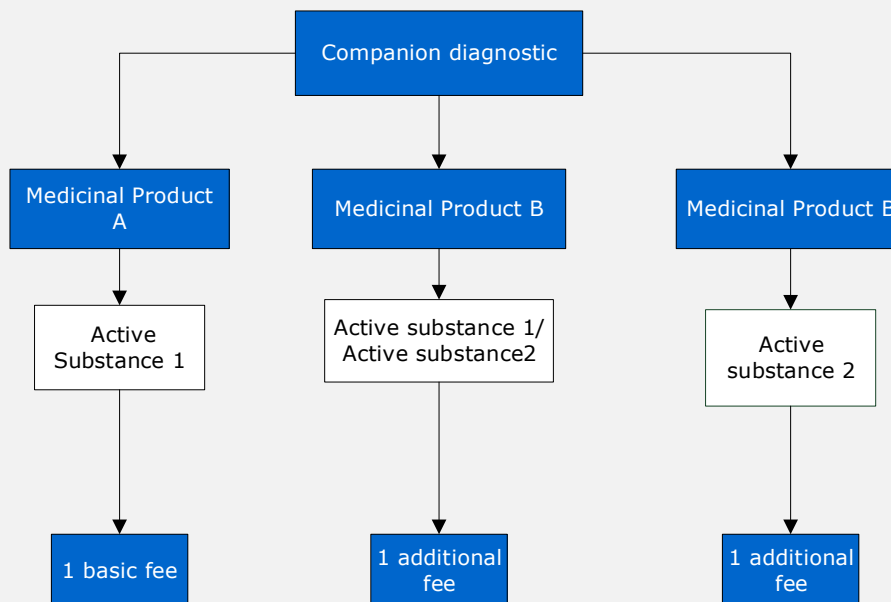 Companion diagnostic
Medicinal Product
A
Medicinal Product B
Medicinal Product B
Active
Substance 1
Active substance 1/
Active substance2
Active
substance 2
1 basic fee
1 additional
fee
1 additional
fee